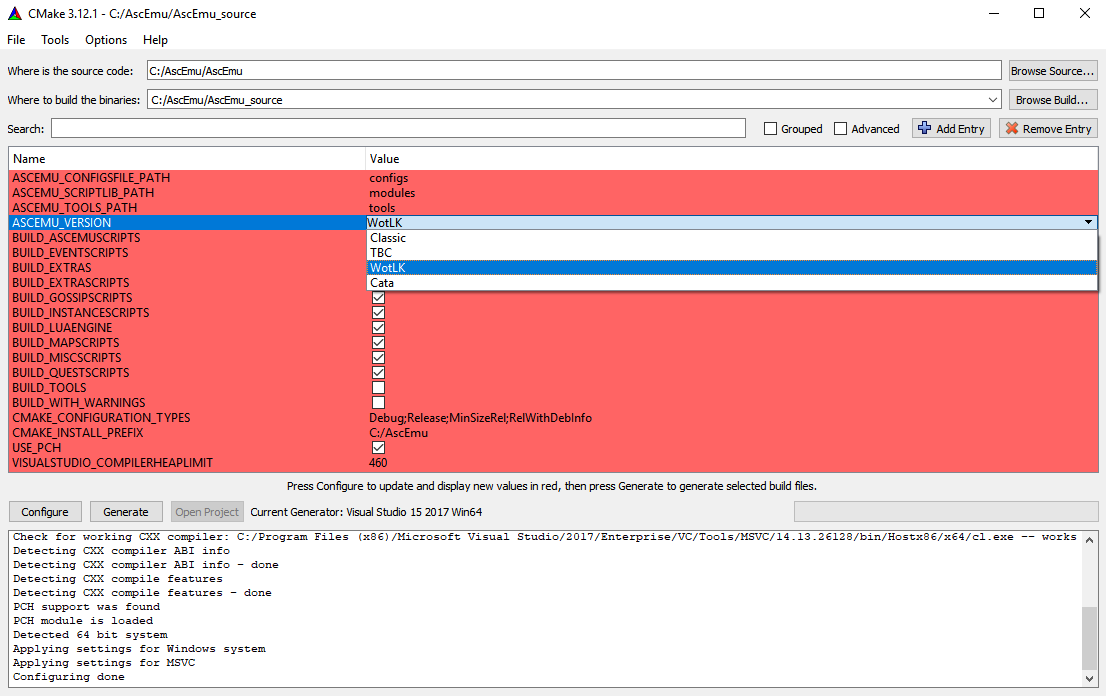 CMake 3.12.1 - C:/AscEmu/AscEmu_source
File Tools Options Help
Where is the source code: C:/AscEmu/AscEmu Browse Source...
Where to build the binaries: C:/AscEmu/AscEmu_source Browse Build...
Search: Grouped Advanced Add Entry Remove Entry
Name Value
ASCEMU_CONFIGSFILE_PATH configs
ASCEMU_SCRIPTLIB_PATH modules
ASCEMU_TOOLS_PATH tools
ASCEMU_VERSION WotLK
BUILD_ASCEMUSCRIPTS Classic
BUILD_EVENTSCRIPTS TBC
BUILD_EXTRAS WotLK
BUILD_EXTRASCRIPTS Cata
BUILD_GOSSIPSCRIPTS
BUILD_INSTANCESCRIPTS
BUILD_LUAENGINE
BUILD_MAPSCRIPTS
BUILD_MISCSCRIPTS
BUILD_QUESTSCRIPTS
BUILD_TOOLS
BUILD_WITH_WARNINGS
CMAKE_CONFIGURATION_TYPES Debug;Release;MinSizeRel;RelWithDebInfo
CMAKE_INSTALL_PREFIX C:/AscEmu
USE_PCH
VISUALSTUDIO_COMPILERHEAPLIMIT 460
Press Configure to update and display new values in red, then press Generate to generate selected build files.
Configure Generate Open Project Current Generator: Visual Studio 15 2017 Win64
Check for working CXX compiler: C:/Program Files (x86)/Microsoft Visual Studio/2017/Enterprise/VC/Tools/MSVC/14.13.26128/bin/Hostx86/x64/cl.exe -- works
Detecting CXX compiler ABI info
Detecting CXX compiler ABI info - done
Detecting CXX compile features
Detecting CXX compile features - done
PCH support was found
PCH module is loaded
Detected 64 bit system
Applying settings for Windows system
Applying settings for MSVC
Configuring done